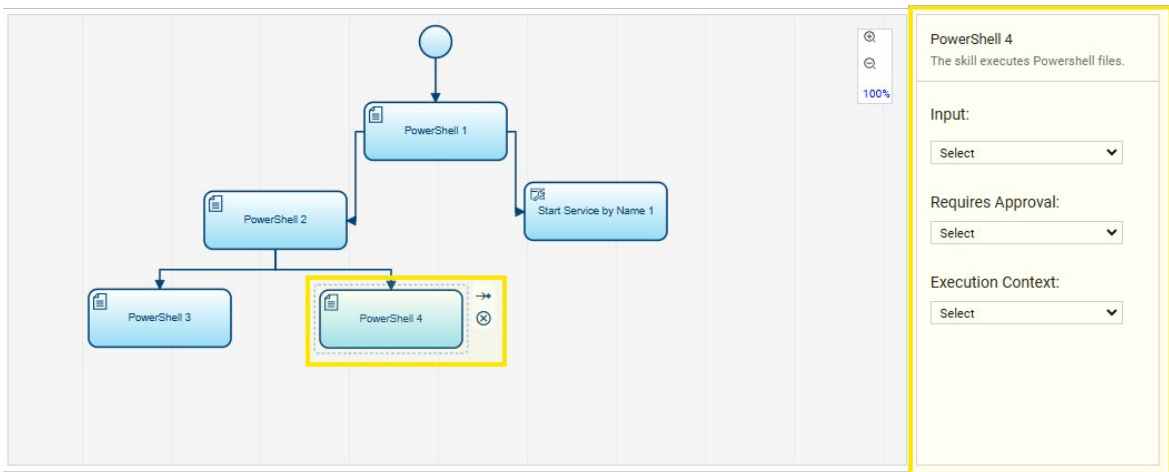 100%
PowerShell 1
PowerShell 2
Start Service by Name 1
PowerShell 3
PowerShell 4
PowerShell 4
The skill executes Powershell files.
Input:
Select
Requires Approval:
Select
Execution Context:
Select